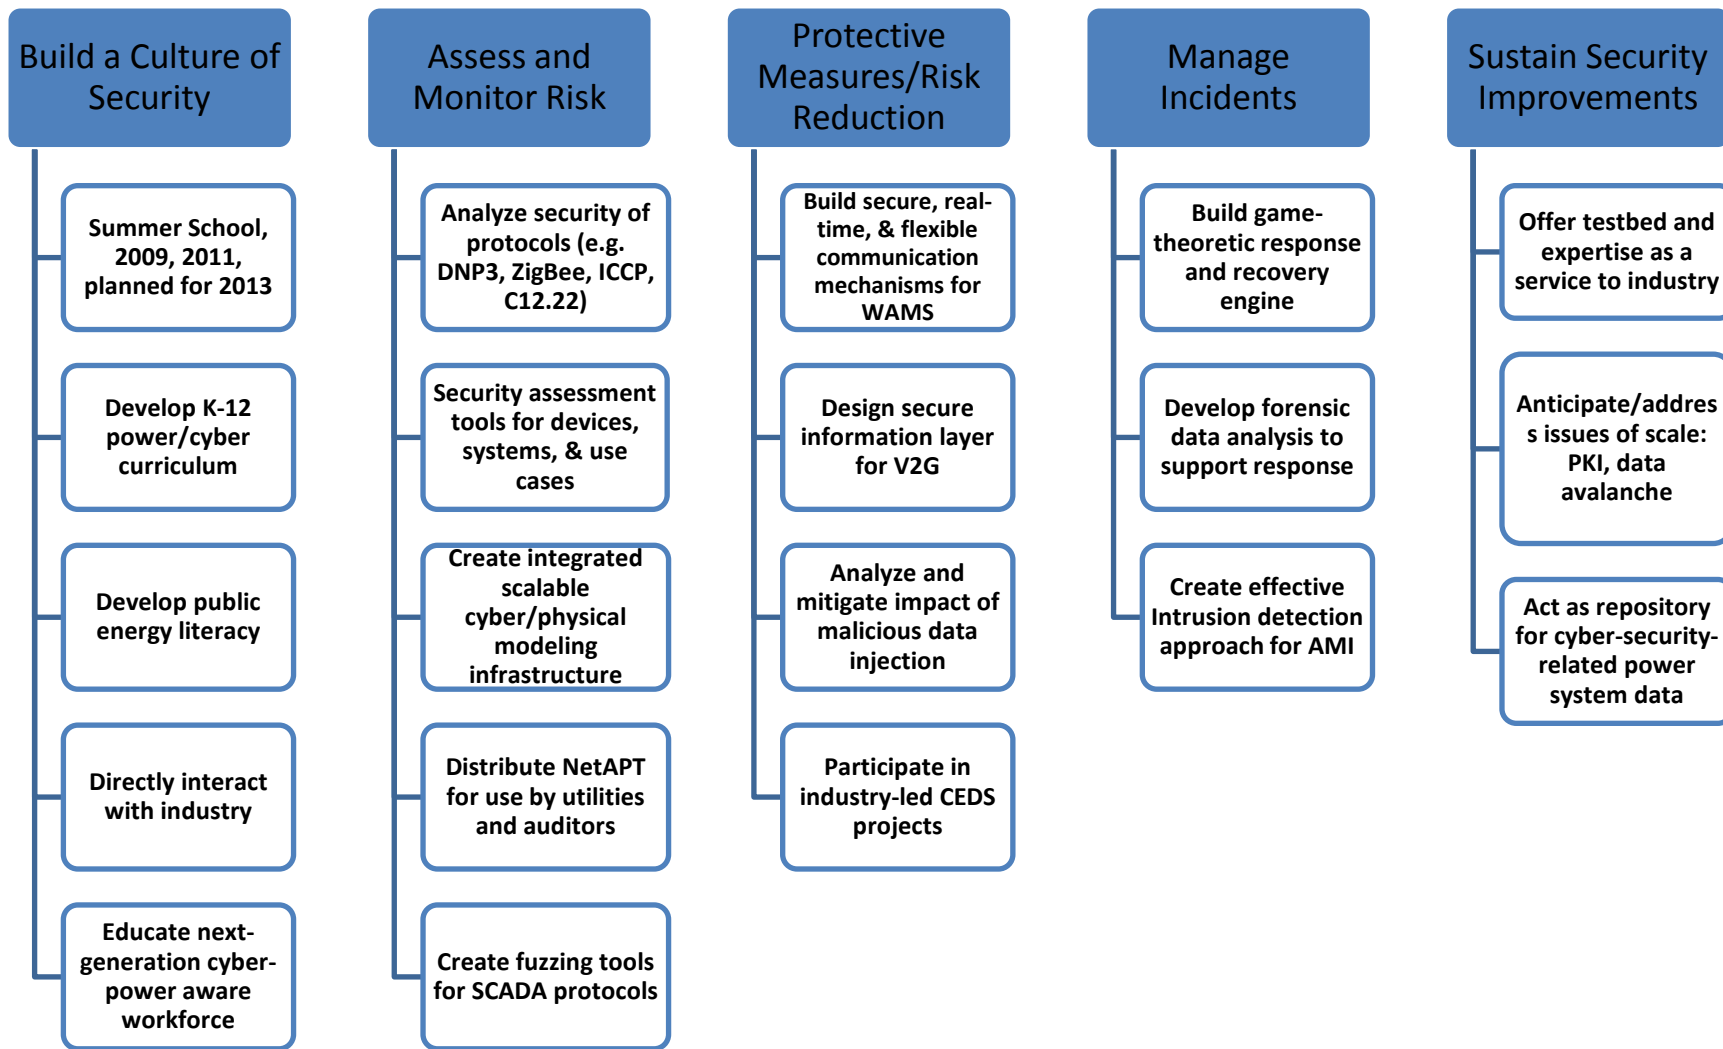 Build a Culture of
Security
Summer School,
2009, 2011,
planned for 2013
Develop K-12
power/cyber
curriculum
Develop public
energy literacy
Directly interact
with industry
Educate next-
generation cyber-
power aware
workforce
Assess and
Monitor Risk
Analyze security of
protocols (e.g.
DNP3, ZigBee, ICCP,
C12.22)
Security assessment
tools for devices,
systems, & use
cases
Create integrated
scalable
cyber/physical
modeling
infrastructure
Distribute NetAPT
for use by utilities
and auditors
Create fuzzing tools
for SCADA protocols
Protective
Measures/Risk
Reduction
Build secure, real-
time, & flexible
communication
mechanisms for
WAMS
Design secure
information layer
for V2G
Analyze and
mitigate impact of
malicious data
injection
Participate in
industry-led CEDS
projects
Manage
Incidents
Build game-
theoretic response
and recovery
engine
Develop forensic
data analysis to
support response
Create effective
Intrusion detection
approach for AMI
Sustain Security
Improvements
Offer testbed and
expertise as a
service to industry
Anticipate/addres
s issues of scale:
PKI, data
avalanche
Act as repository
for cyber-security-
related power
system data